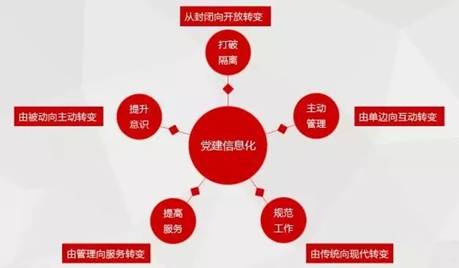 从封闭向开放转变
打破
隔离
提升
意识
主动
管理
由被动向主动转变
由单边向互动转变
党建信息化
提高
服务
规范
工作
由管理向服务转变
由传统向现代转变